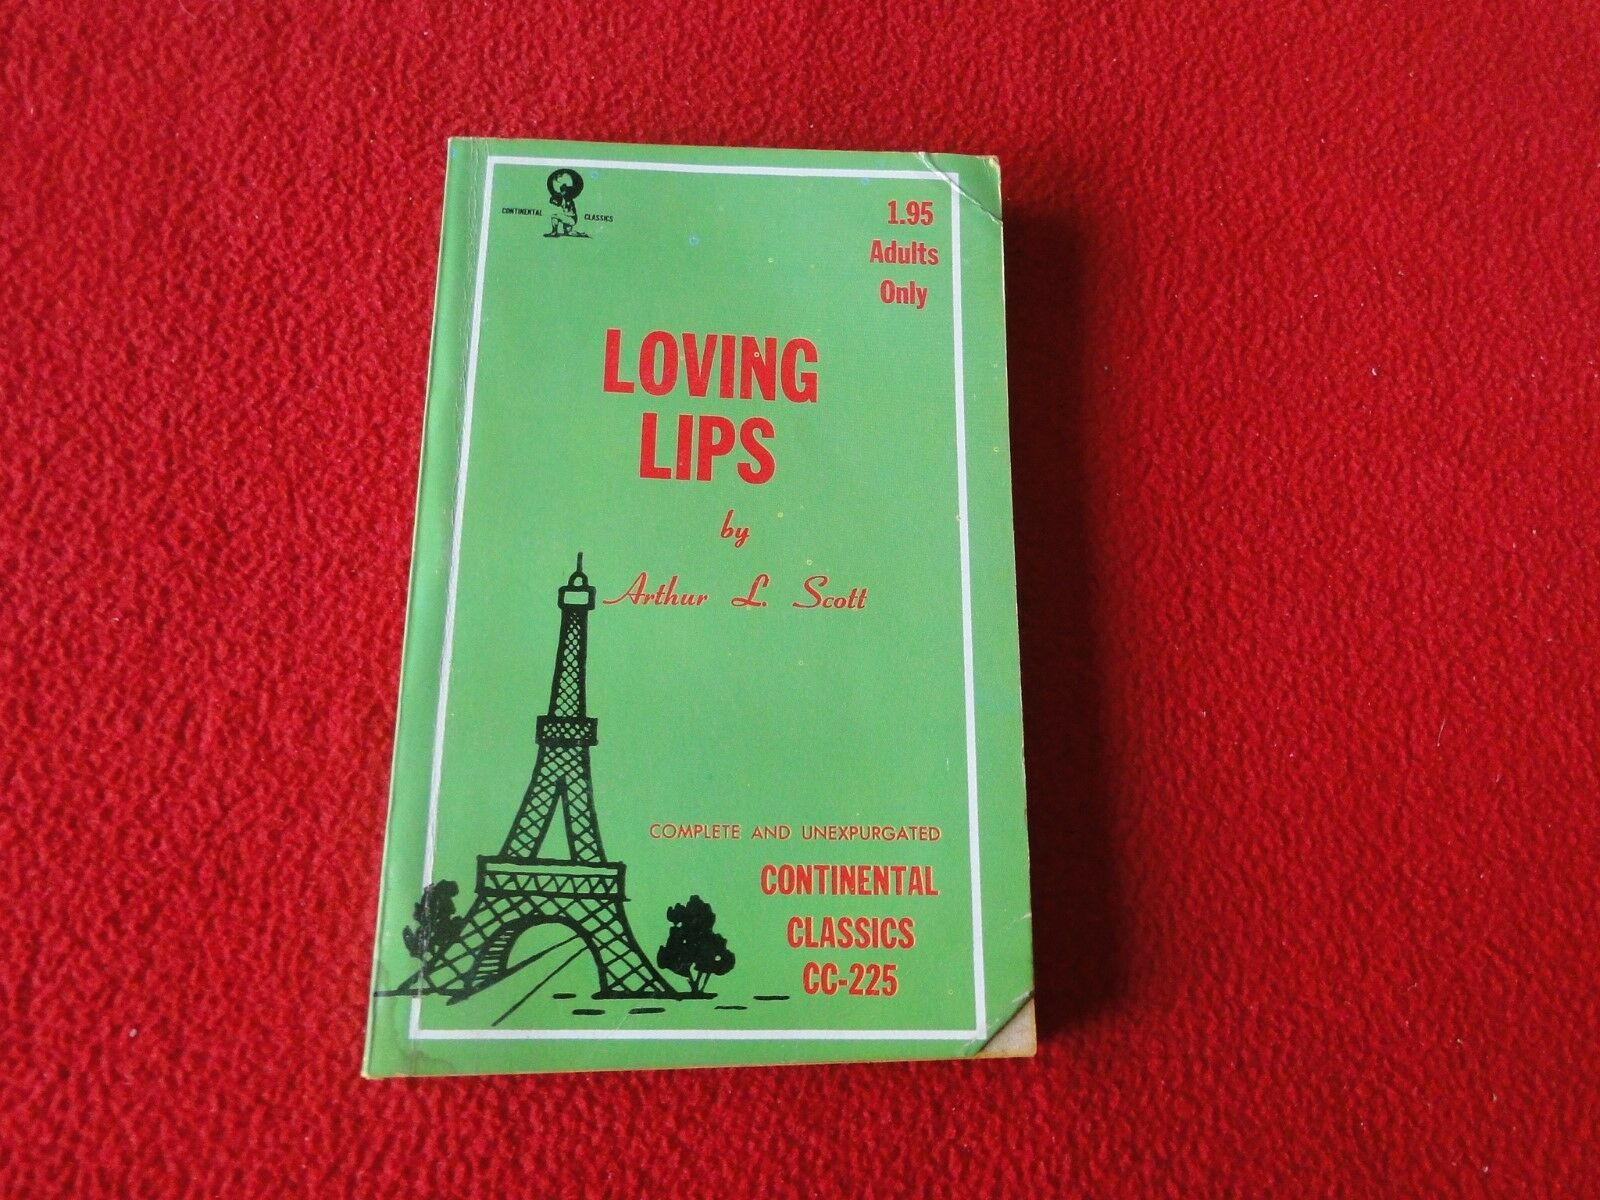 CONTINENTAL CLASSICS
1.95
Adults
Only
LOVING
LIPS
by
Arthur L. Scott
COMPLETE AND UNEXPURGATED
CONTINENTAL
CLASSICS
CC-225